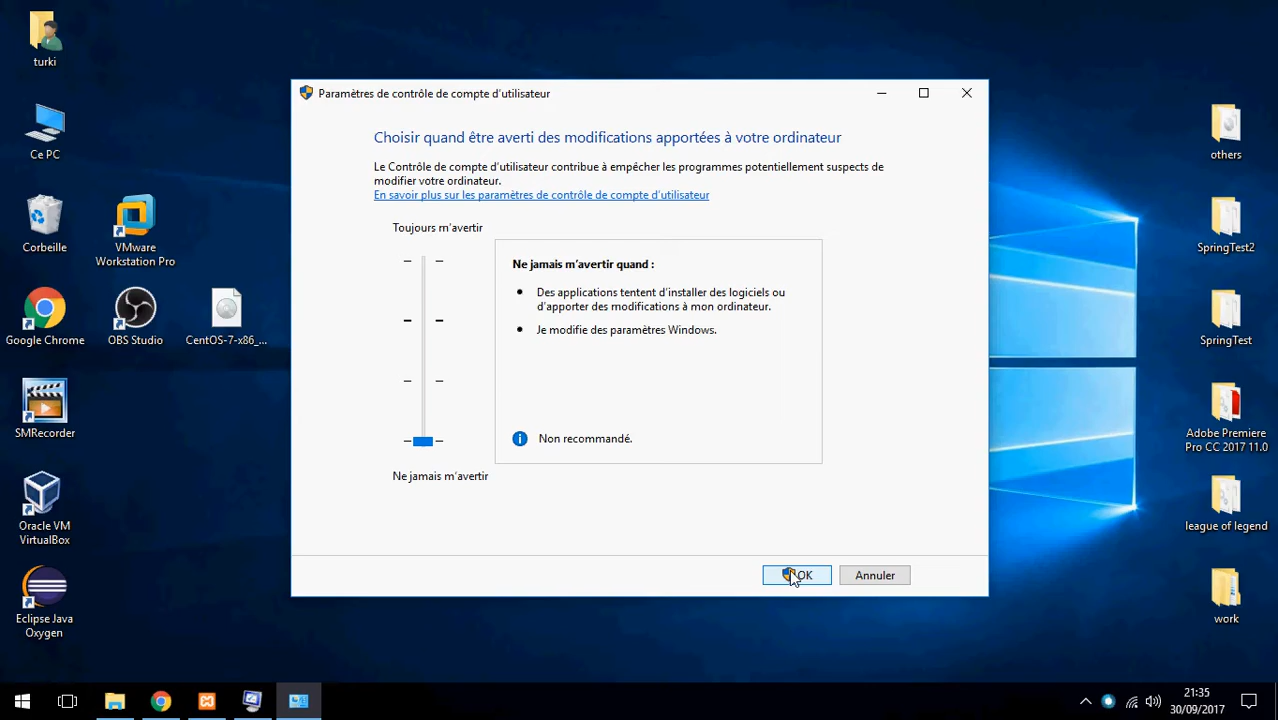 turki
Ce PC
Corbeille
VMware
Workstation Pro
Google Chrome
OBS Studio
CentOS-7-x86_...
SMRecorder
Oracle VM
VirtualBox
Eclipse Java
Oxygen
Paramètres de contrôle de compte d'utilisateur
Choisir quand être averti des modifications apportées à votre ordinateur
Le Contrôle de compte d'utilisateur contribue à empêcher les programmes potentiellement suspects de
modifier votre ordinateur.
En savoir plus sur les paramètres de contrôle de compte d'utilisateur
Toujours m'avertir
Ne jamais m'avertir quand :
Des applications tentent d'installer des logiciels ou
d'apporter des modifications à mon ordinateur.
Je modifie des paramètres Windows.
Non recommandé.
Ne jamais m'avertir
OK
Annuler
others
SpringTest2
SpringTest
Adobe Premiere
Pro CC 2017 11.0
league of legend
work
21:35
30/09/2017